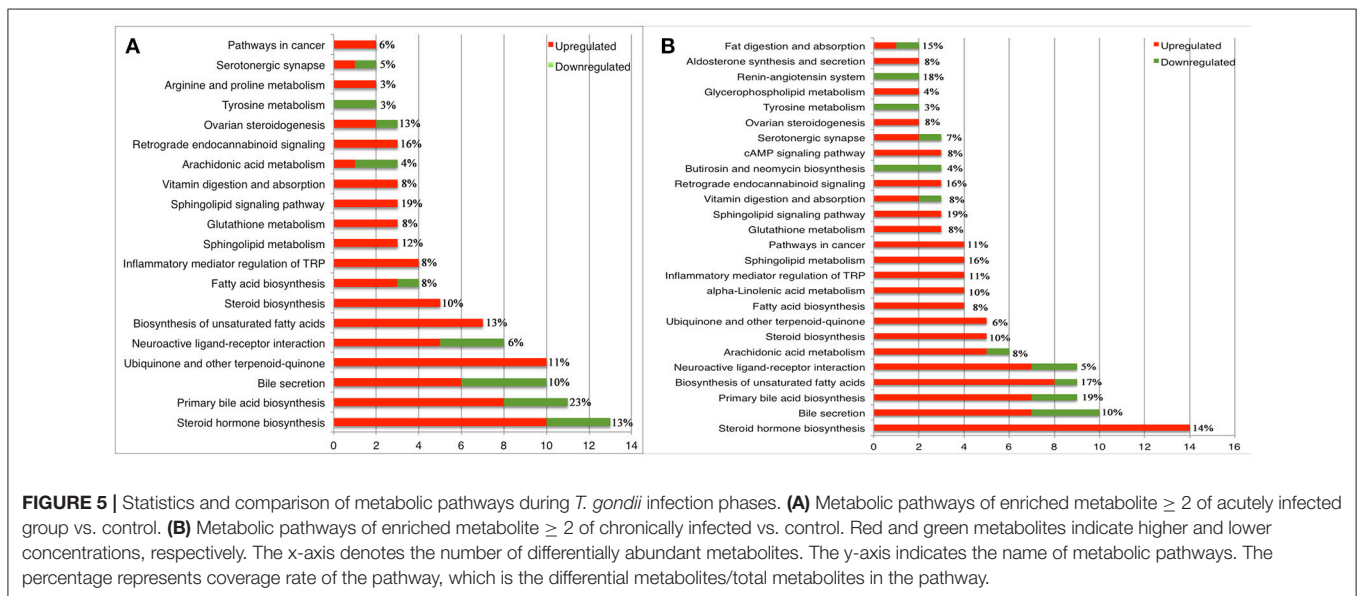 A
Upregulated
Downregulated
Pathways in cancer 6%
Serotonergic synapse 5%
Arginine and proline metabolism 3%
Tyrosine metabolism 3%
Ovarian steroidogenesis 13%
Retrograde endocannabinoid signaling 16%
Arachidonic acid metabolism 4%
Vitamin digestion and absorption 8%
Sphingolipid signaling pathway 19%
Glutathione metabolism 8%
Sphingolipid metabolism 12%
Inflammatory mediator regulation of TRP 8%
Fatty acid biosynthesis 8%
Steroid biosynthesis 10%
Biosynthesis of unsaturated fatty acids 13%
Neuroactive ligand-receptor interaction 6%
Ubiquinone and other terpenoid-quinone 11%
Bile secretion 10%
Primary bile acid biosynthesis 23%
Steroid hormone biosynthesis 13%
0 2 4 6 8 10 12 14
B
Upregulated
Downregulated
Fat digestion and absorption 15%
Aldosterone synthesis and secretion 8%
Renin-angiotensin system 18%
Glycerophospholipid metabolism 4%
Tyrosine metabolism 3%
Ovarian steroidogenesis 8%
Serotonergic synapse 7%
cAMP signaling pathway 8%
Butirosin and neomycin biosynthesis 4%
Retrograde endocannabinoid signaling 16%
Vitamin digestion and absorption 8%
Sphingolipid signaling pathway 19%
Glutathione metabolism 8%
Pathways in cancer 11%
Sphingolipid metabolism 16%
Inflammatory mediator regulation of TRP 11%
alpha-Linolenic acid metabolism 10%
Fatty acid biosynthesis 8%
Ubiquinone and other terpenoid-quinone 6%
Steroid biosynthesis 10%
Arachidonic acid metabolism 8%
Neuroactive ligand-receptor interaction 5%
Biosynthesis of unsaturated fatty acids 17%
Primary bile acid biosynthesis 19%
Bile secretion 10%
Steroid hormone biosynthesis 14%
0 2 4 6 8 10 12 14 16
FIGURE 5 | Statistics and comparison of metabolic pathways during T. gondii infection phases. (A) Metabolic pathways of enriched metabolite ≥ 2 of acutely infected
group vs. control. (B) Metabolic pathways of enriched metabolite ≥ 2 of chronically infected vs. control. Red and green metabolites indicate higher and lower
concentrations, respectively. The x-axis denotes the number of differentially abundant metabolites. The y-axis indicates the name of metabolic pathways. The
percentage represents coverage rate of the pathway, which is the differential metabolites/total metabolites in the pathway.